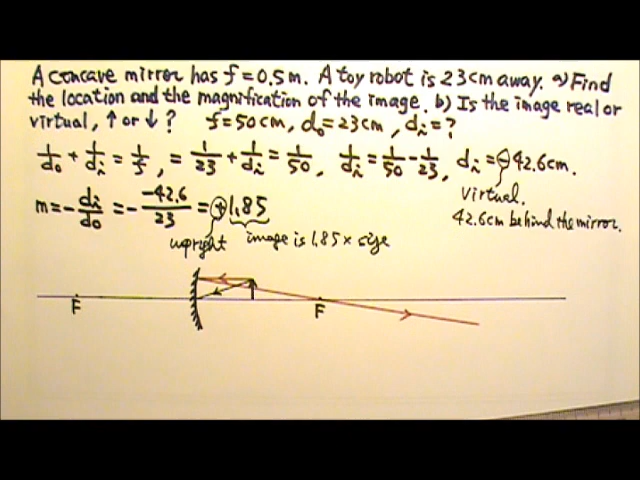 A concave mirror has f = 0.5 m. A toy robot is 23 cm away. a) Find
the location and the magnification of the image. b) Is the image real or
virtual, ↑ or ↓ ? f = 50 cm, d₀ = 23 cm, dᵢ = ?
1/d₀ + 1/dᵢ = 1/f, = 1/23 + 1/dᵢ = 1/50, 1/dᵢ = 1/50 - 1/23, dᵢ = - 42.6 cm.
virtual.
42.6 cm behind the mirror.
m = - dᵢ/d₀ = - -42.6/23 = + 1.85
upright image is 1.85 × size
F F